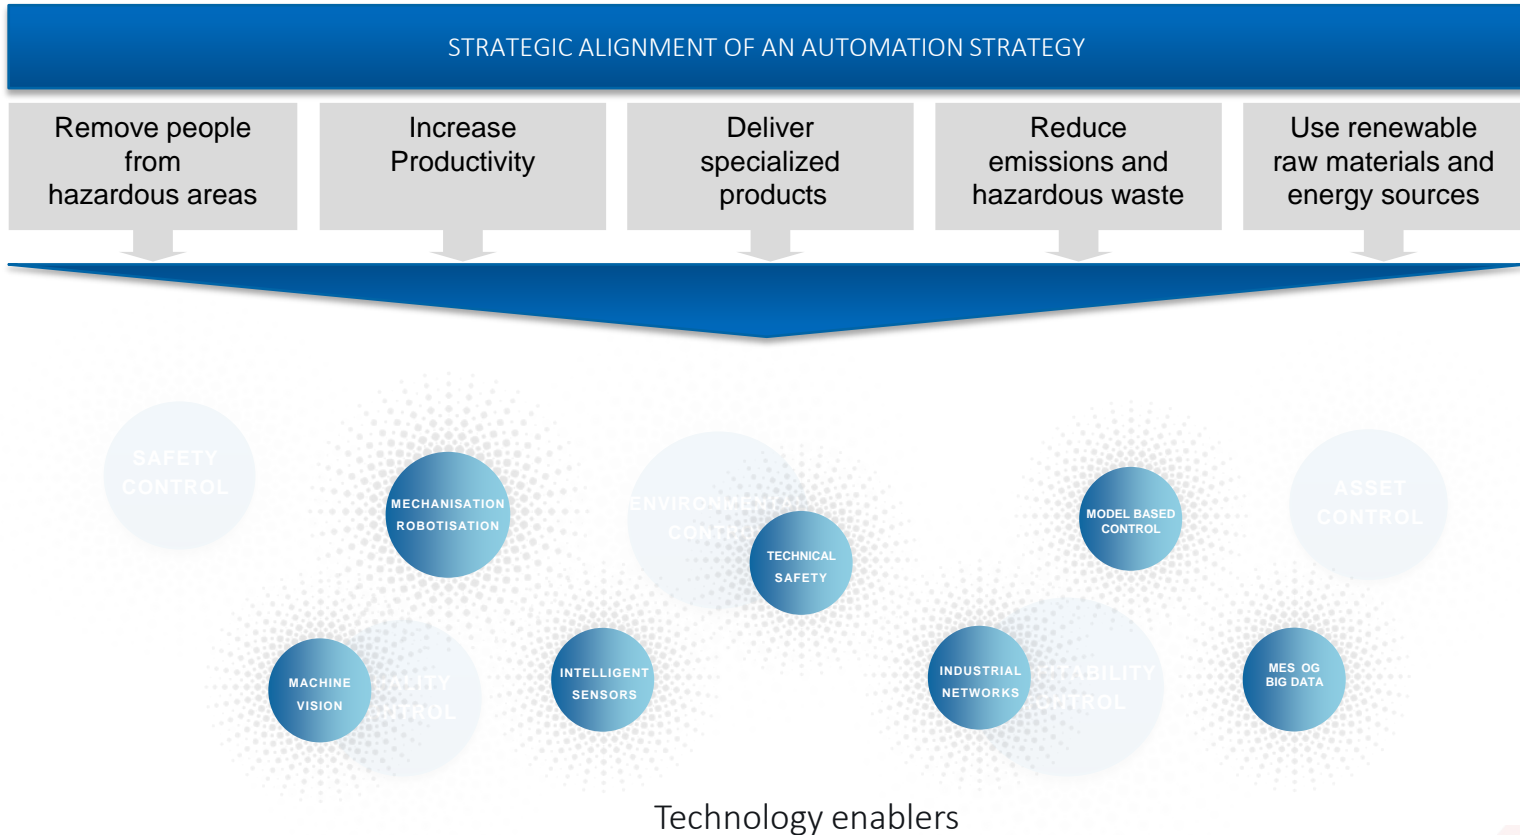 STRATEGIC ALIGNMENT OF AN AUTOMATION STRATEGY
Remove people
from
hazardous areas
Increase
Productivity
Deliver
specialized
products
Reduce
emissions and
hazardous waste
Use renewable
raw materials and
energy sources
SAFETY
CONTROL
MECHANISATION
ROBOTISATION
TECHNICAL
SAFETY
MODEL BASED
CONTROL
ASSET
CONTROL
MACHINE
VISION
INTELLIGENT
SENSORS
INDUSTRIAL
NETWORKS
MES OG
BIG DATA
Technology enablers